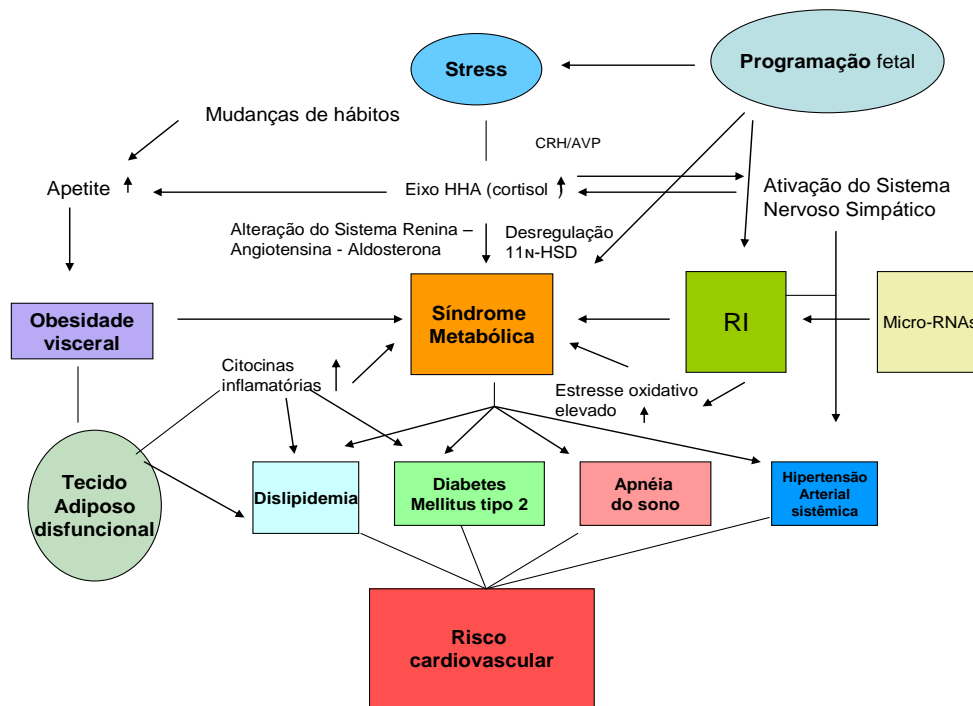 Stress
Programação fetal
Mudanças de hábitos
CRH/AVP
Apetite
Eixo HHA (cortisol )
Ativação do Sistema
Nervoso Simpático
Alteração do Sistema Renina –
Angiotensina - Aldosterona
Desregulação
11N-HSD
Obesidade
visceral
Síndrome
Metabólica
RI
Micro-RNAs
Citocinas
inflamatórias
Estresse oxidativo
elevado
Tecido
Adiposo
disfuncional
Dislipidemia
Diabetes
Mellitus tipo 2
Apnéia
do sono
Hipertensão
Arterial
sistêmica
Risco
cardiovascular